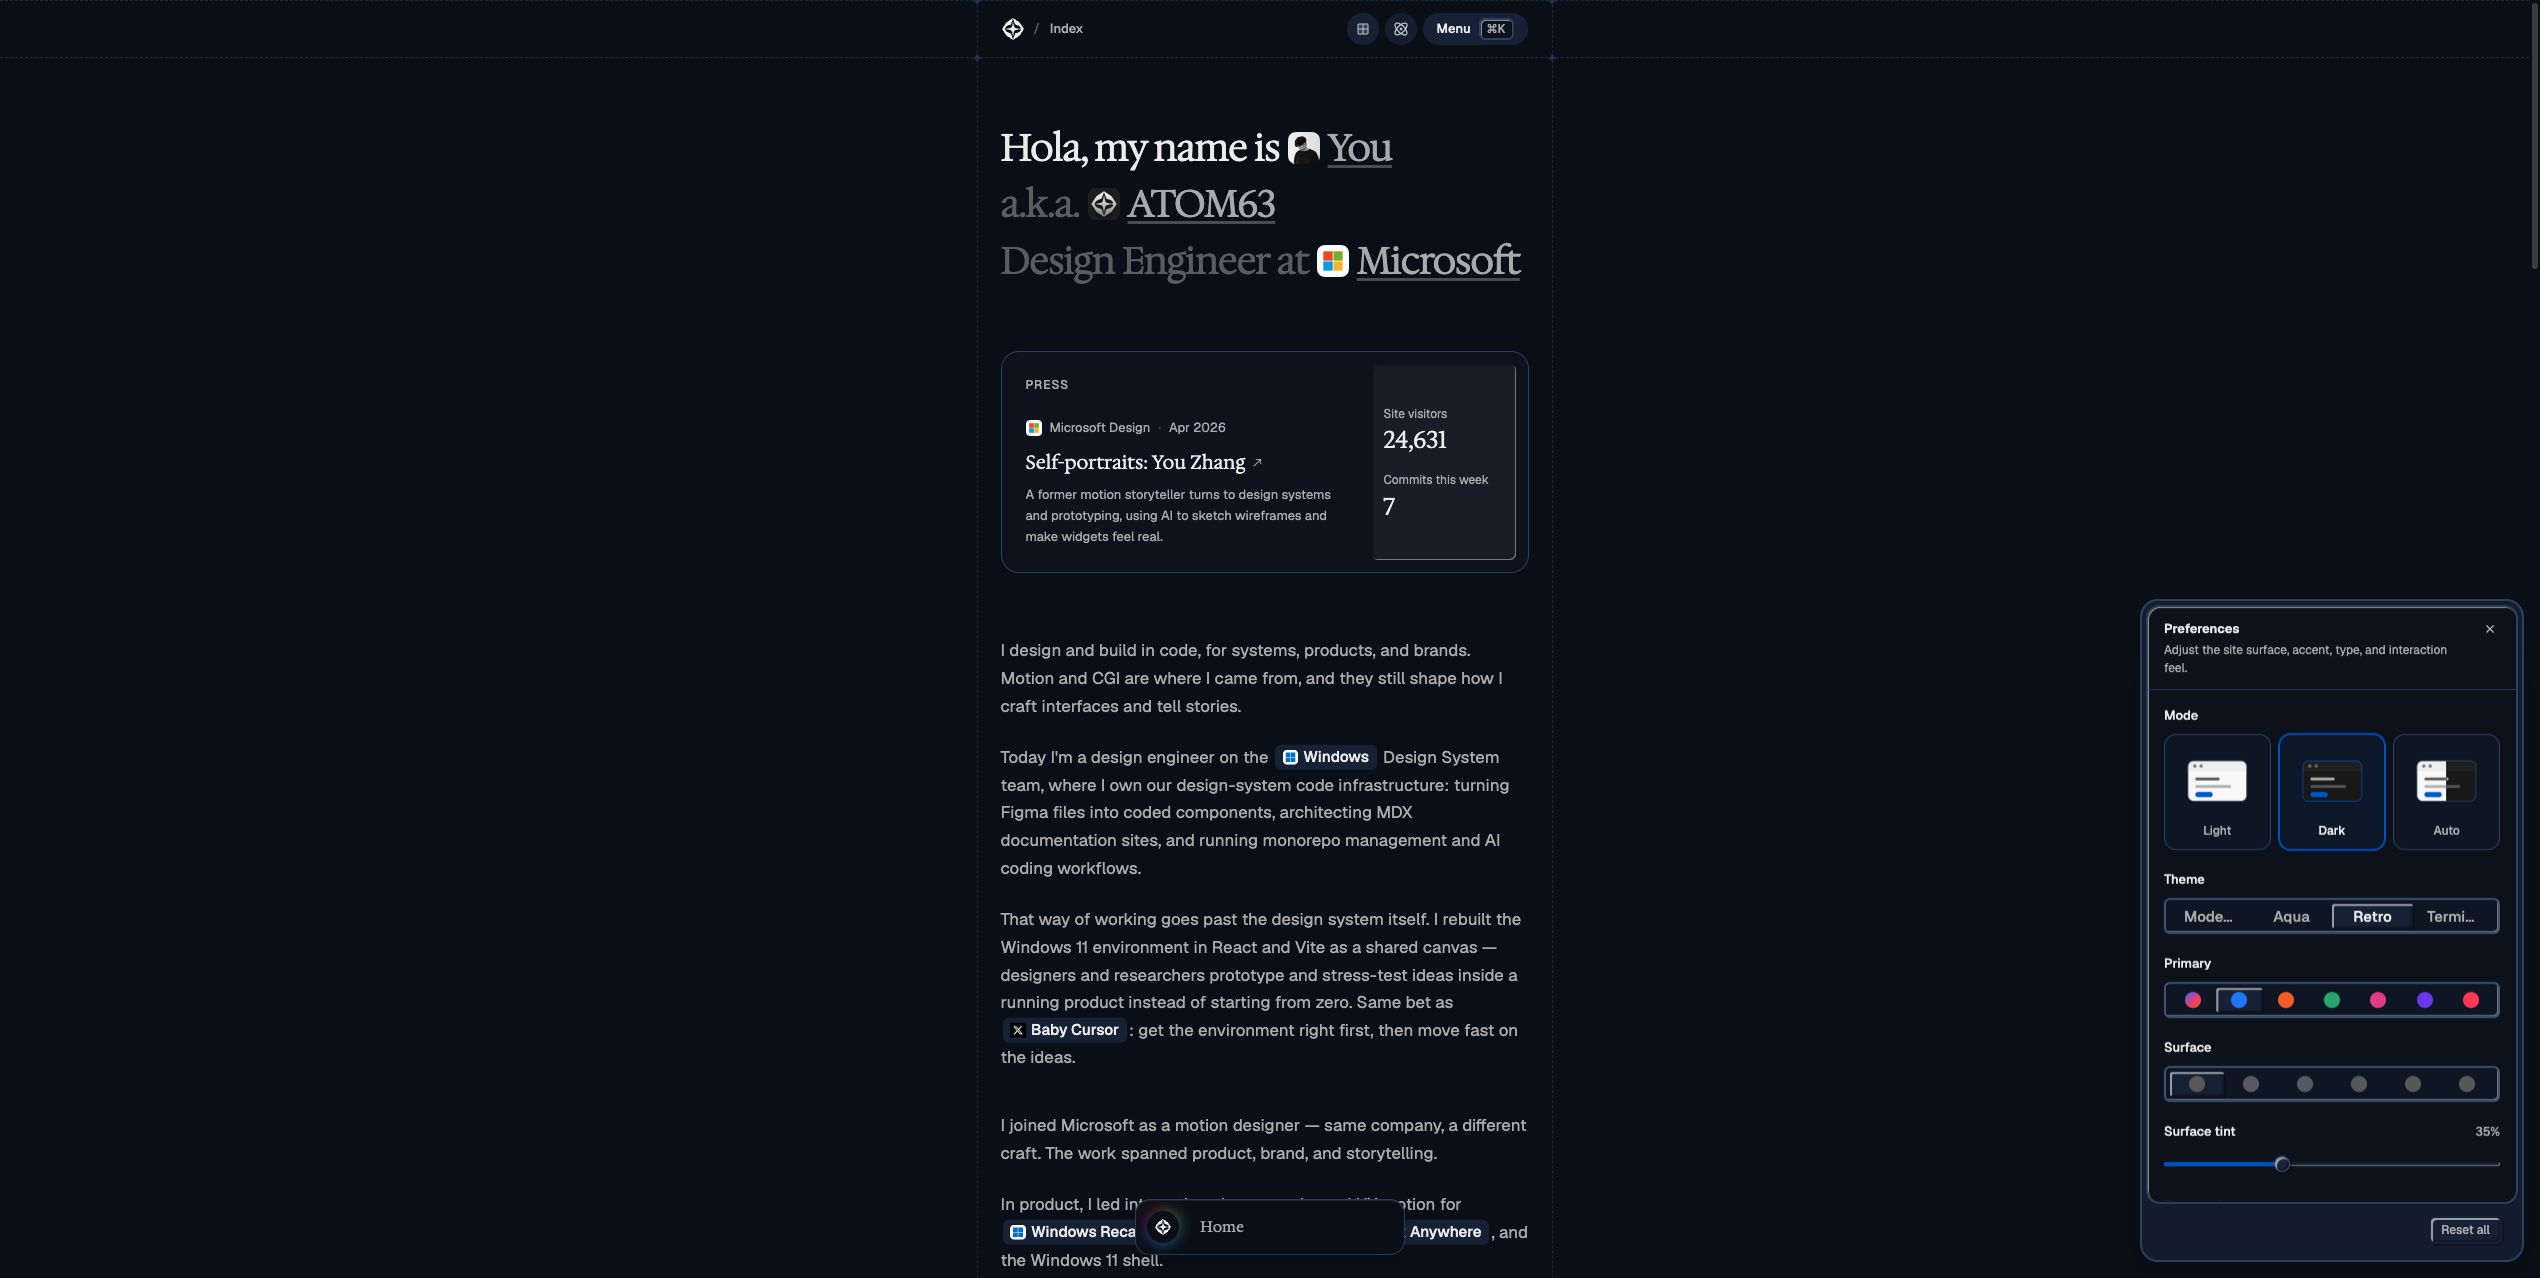 / Index
Menu ⌘K
Hola, my name is You
a.k.a. ATOM63
Design Engineer at Microsoft
PRESS
Microsoft Design · Apr 2026
Self-portraits: You Zhang ↗
A former motion storyteller turns to design systems
and prototyping, using AI to sketch wireframes and
make widgets feel real.
Site visitors
24,631
Commits this week
7
I design and build in code, for systems, products, and brands.
Motion and CGI are where I came from, and they still shape how I
craft interfaces and tell stories.
Today I'm a design engineer on the Windows Design System
team, where I own our design-system code infrastructure: turning
Figma files into coded components, architecting MDX
documentation sites, and running monorepo management and AI
coding workflows.
That way of working goes past the design system itself. I rebuilt the
Windows 11 environment in React and Vite as a shared canvas —
designers and researchers prototype and stress-test ideas inside a
running product instead of starting from zero. Same bet as
Baby Cursor : get the environment right first, then move fast on
the ideas.
I joined Microsoft as a motion designer — same company, a different
craft. The work spanned product, brand, and storytelling.
In product, I led for
Windows Anywhere , and
the Windows 11 shell.
Home
Preferences
Adjust the site surface, accent, type, and interaction
feel.
Mode
Light Dark Auto
Theme
Mode... Aqua Retro Termi...
Primary
Surface
Surface tint 35%
Reset all